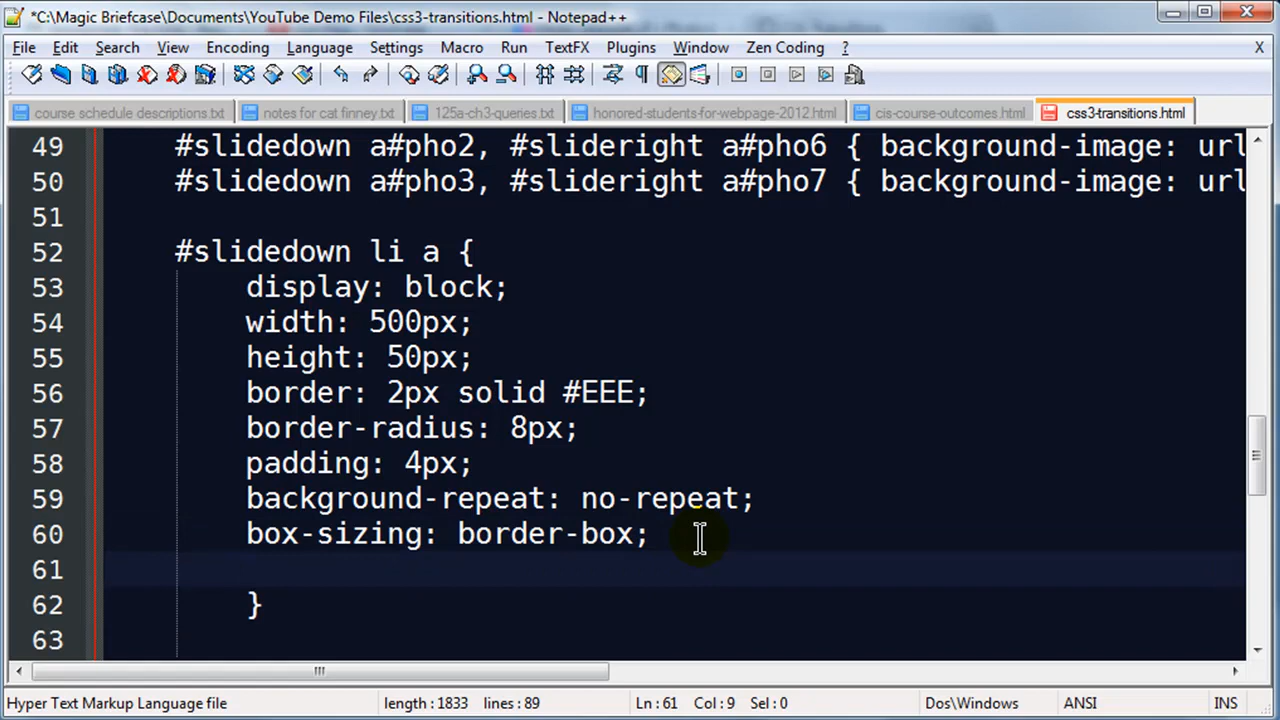 *C:\Magic Briefcase\Documents\YouTube Demo Files\css3-transitions.html - Notepad++
File Edit Search View Encoding Language Settings Macro Run TextFX Plugins Window Zen Coding ? X
course schedule descriptions.txt notes for cat finney.txt 125a-ch3-queries.txt honored-students-for-webpage-2012.html cis-course-outcomes.html css3-transitions.html
49 #slidedown a#pho2, #slideright a#pho6 { background-image: url
50 #slidedown a#pho3, #slideright a#pho7 { background-image: url
51
52 #slidedown li a {
53 display: block;
54 width: 500px;
55 height: 50px;
56 border: 2px solid #EEE;
57 border-radius: 8px;
58 padding: 4px;
59 background-repeat: no-repeat;
60 box-sizing: border-box;
61
62 }
63
Hyper Text Markup Language file length : 1833 lines : 89 Ln : 61 Col : 9 Sel : 0 Dos\Windows ANSI INS